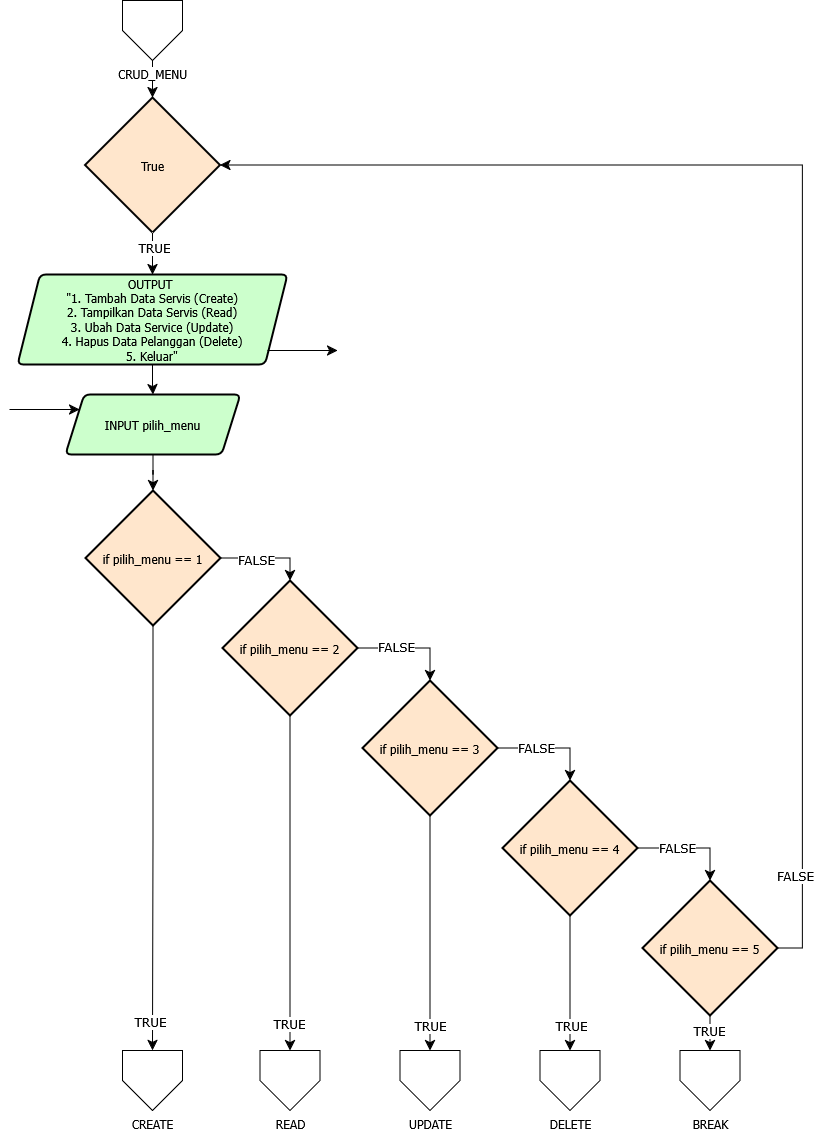 CRUD_MENU
True
TRUE
OUTPUT
"1. Tambah Data Servis (Create)
2. Tampilkan Data Servis (Read)
3. Ubah Data Service (Update)
4. Hapus Data Pelanggan (Delete)
5. Keluar"
INPUT pilih_menu
if pilih_menu == 1
FALSE
if pilih_menu == 2
FALSE
if pilih_menu == 3
FALSE
if pilih_menu == 4
FALSE
if pilih_menu == 5
FALSE
TRUE
TRUE
TRUE
TRUE
TRUE
CREATE
READ
UPDATE
DELETE
BREAK